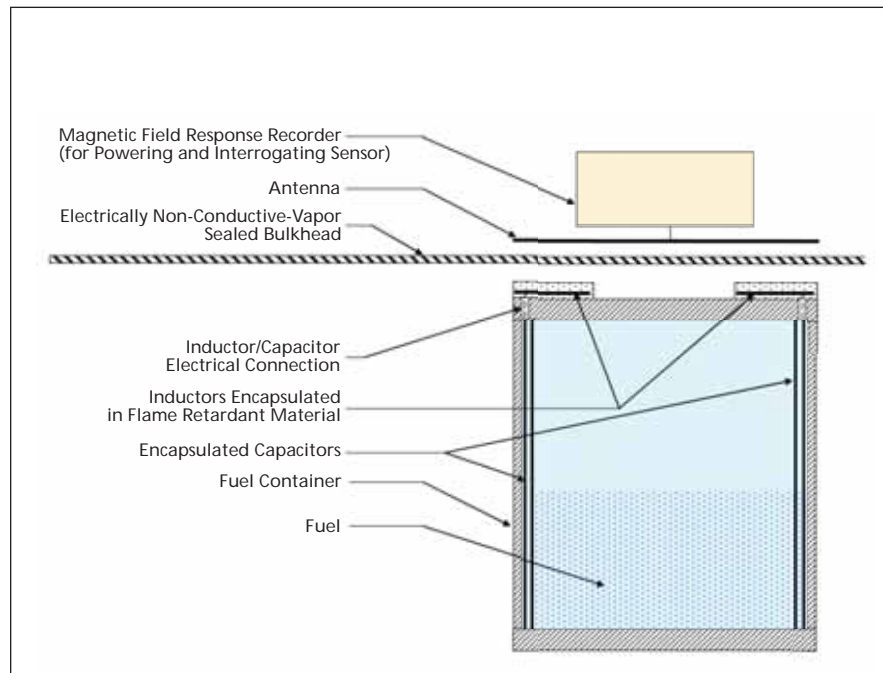 Magnetic Field Response Recorder
(for Powering and Interrogating Sensor)
Antenna
Electrically Non-Conductive-Vapor
Sealed Bulkhead
Inductor/Capacitor
Electrical Connection
Inductors Encapsulated
in Flame Retardant Material
Encapsulated Capacitors
Fuel Container
Fuel